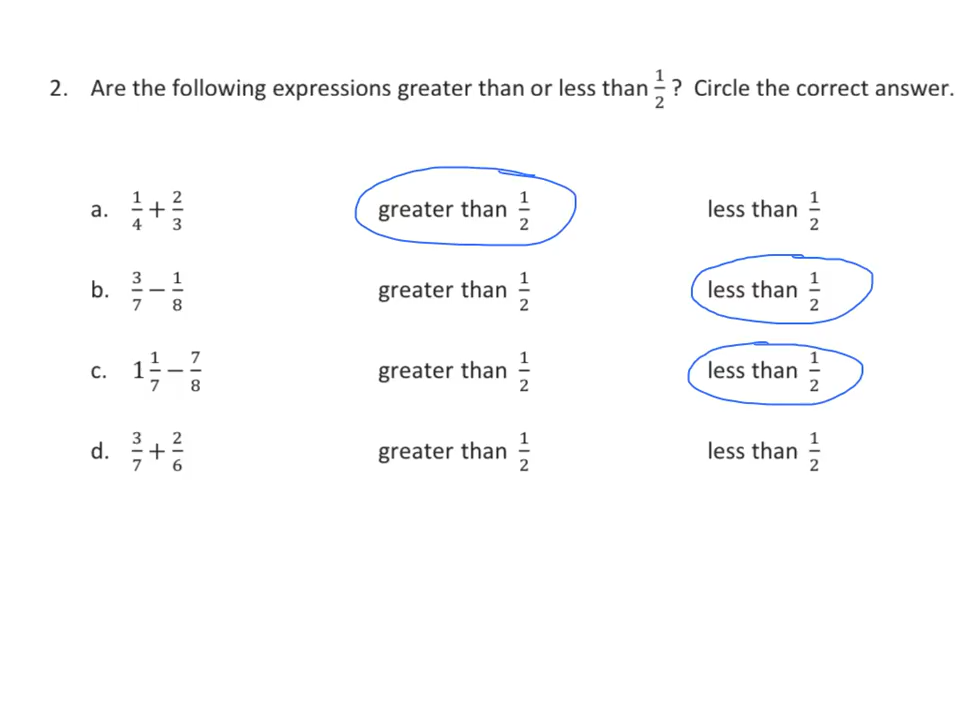 2. Are the following expressions greater than or less than 1/2 ? Circle the correct answer.
a. 1/4 + 2/3 greater than 1/2 less than 1/2
b. 3/7 − 1/8 greater than 1/2 less than 1/2
c. 1 1/7 − 7/8 greater than 1/2 less than 1/2
d. 3/7 + 2/6 greater than 1/2 less than 1/2